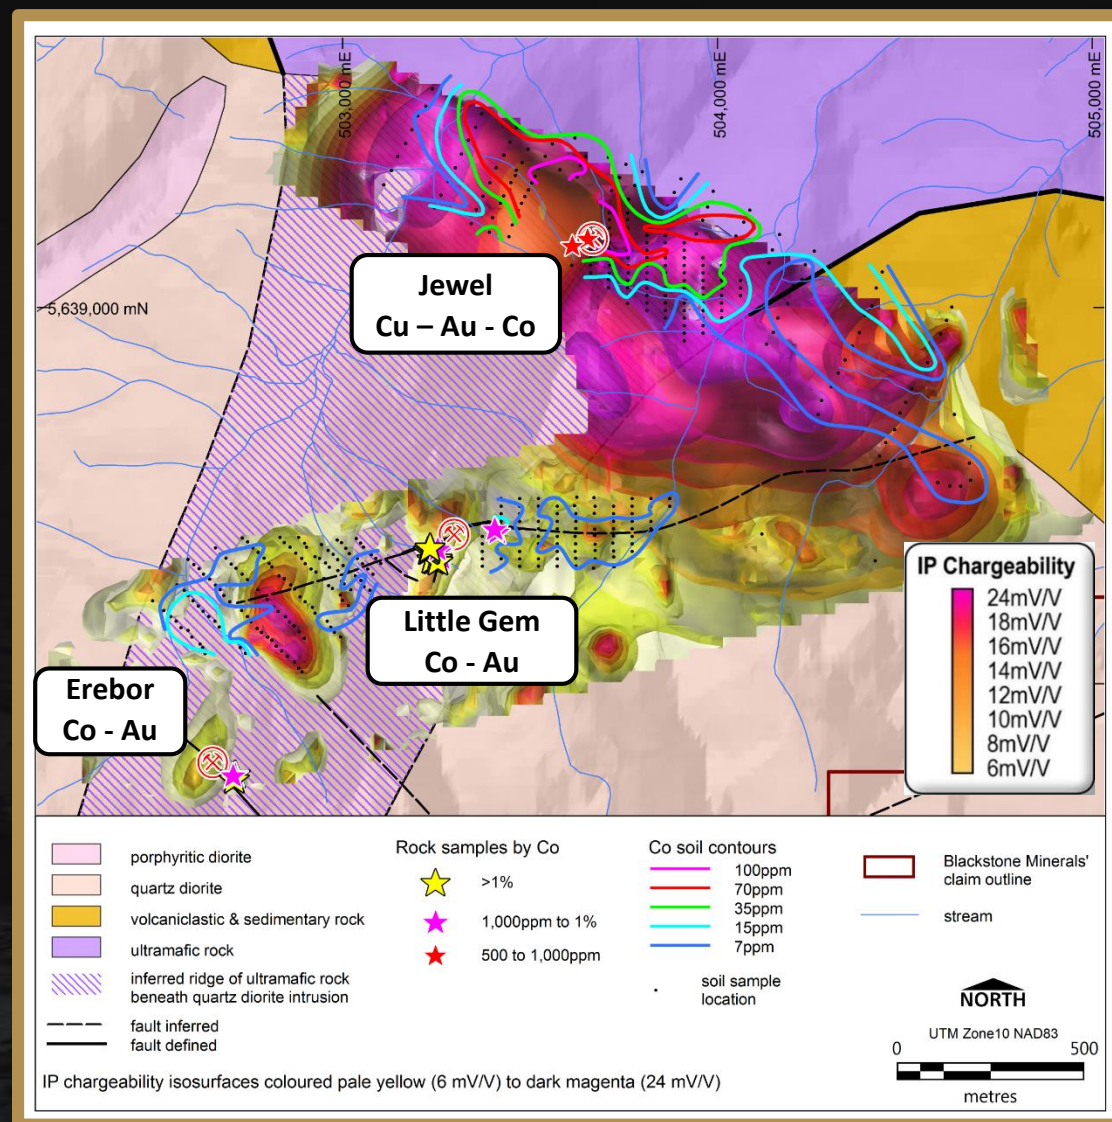 503,000 mE
504,000 mE
505,000 mE
Jewel
Cu – Au - Co
5,639,000 mN
IP Chargeability
24mV/V
18mV/V
16mV/V
14mV/V
12mV/V
10mV/V
8mV/V
6mV/V
Little Gem
Co - Au
Erebor
Co - Au
porphyritic diorite
quartz diorite
volcaniclastic & sedimentary rock
ultramafic rock
inferred ridge of ultramafic rock
beneath quartz diorite intrusion
fault inferred
fault defined
Rock samples by Co
>1%
1,000ppm to 1%
500 to 1,000ppm
Co soil contours
100ppm
70ppm
35ppm
15ppm
7ppm
soil sample
location
Blackstone Minerals'
claim outline
stream
NORTH
UTM Zone10 NAD83
0 500
metres
IP chargeability isosurfaces coloured pale yellow (6 mV/V) to dark magenta (24 mV/V)